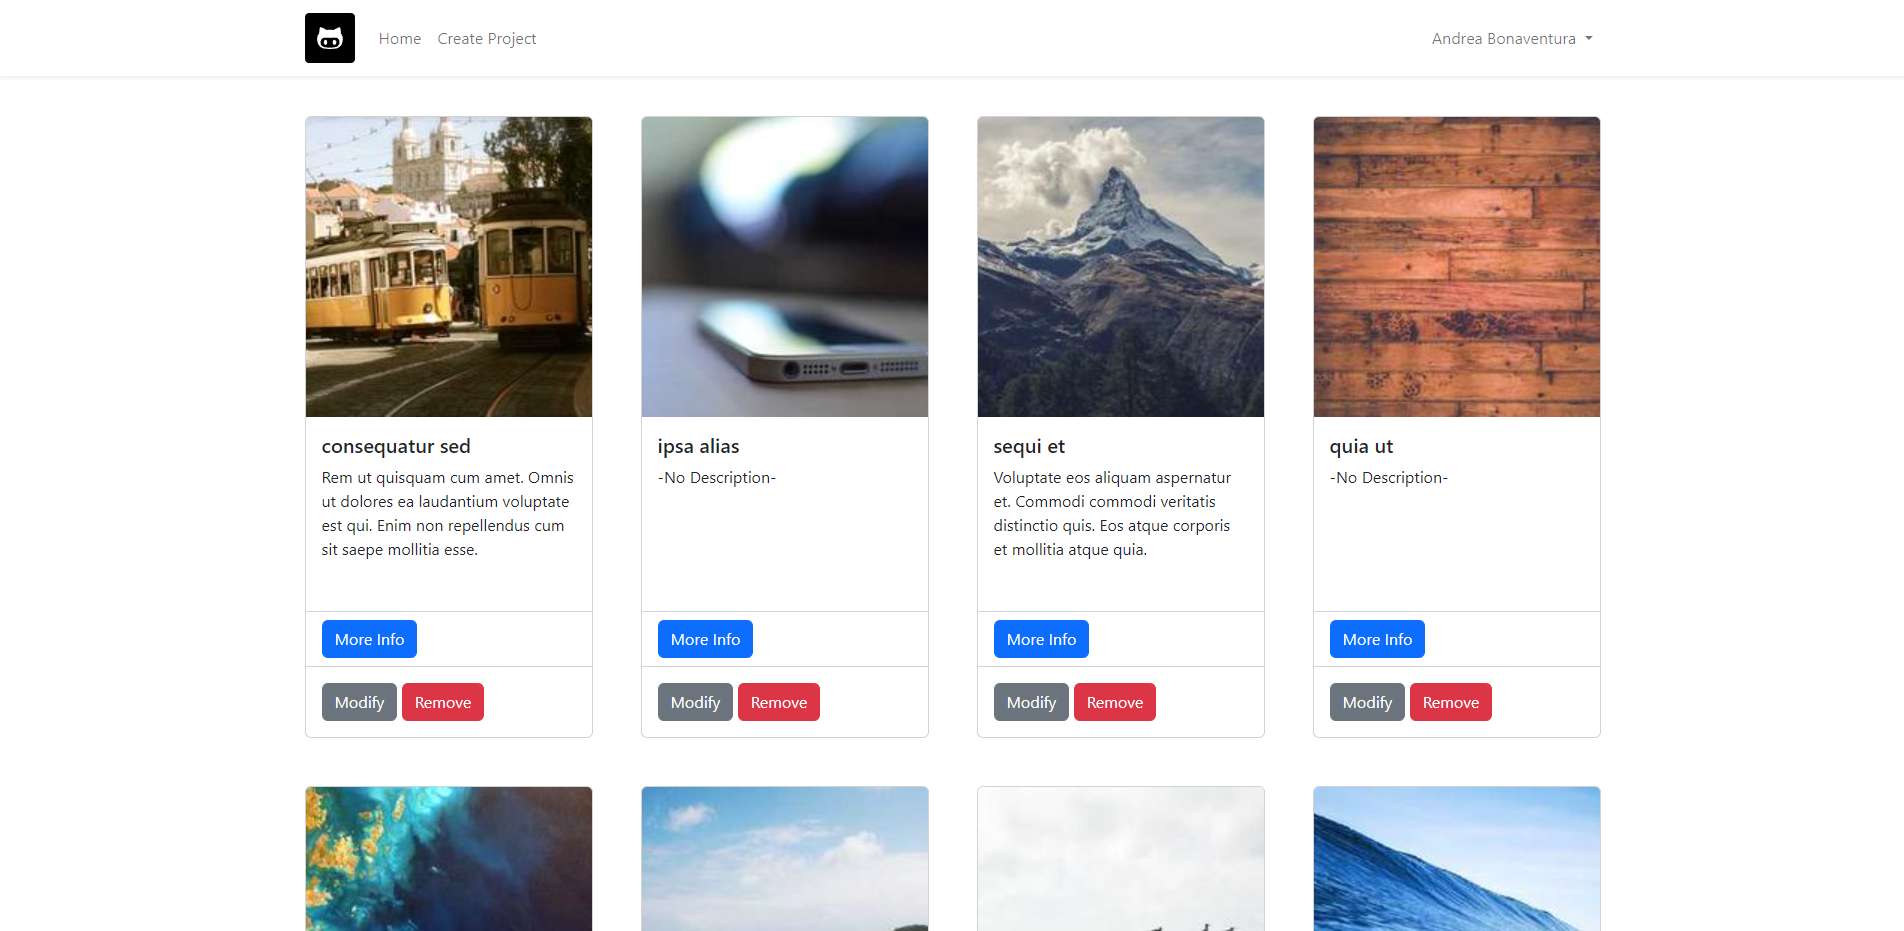 Home Create Project Andrea Bonaventura
consequatur sed
Rem ut quisquam cum amet. Omnis
ut dolores ea laudantium voluptate
est qui. Enim non repellendus cum
sit saepe mollitia esse.
More Info
Modify Remove
ipsa alias
-No Description-
More Info
Modify Remove
sequi et
Voluptate eos aliquam aspernatur
et. Commodi commodi veritatis
distinctio quis. Eos atque corporis
et mollitia atque quia.
More Info
Modify Remove
quia ut
-No Description-
More Info
Modify Remove